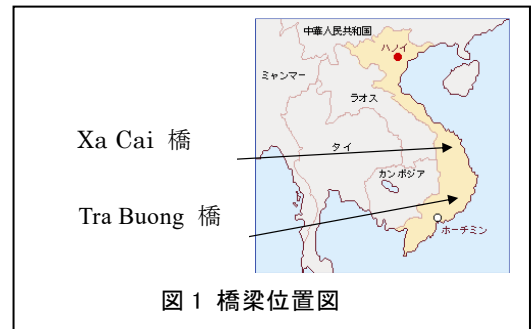 中華人民共和国
ハノイ
ミャンマー
ラオス
Xa Cai 橋
タイ
カンボジア
Tra Buong 橋
ホーチミン
図 1 橋梁位置図